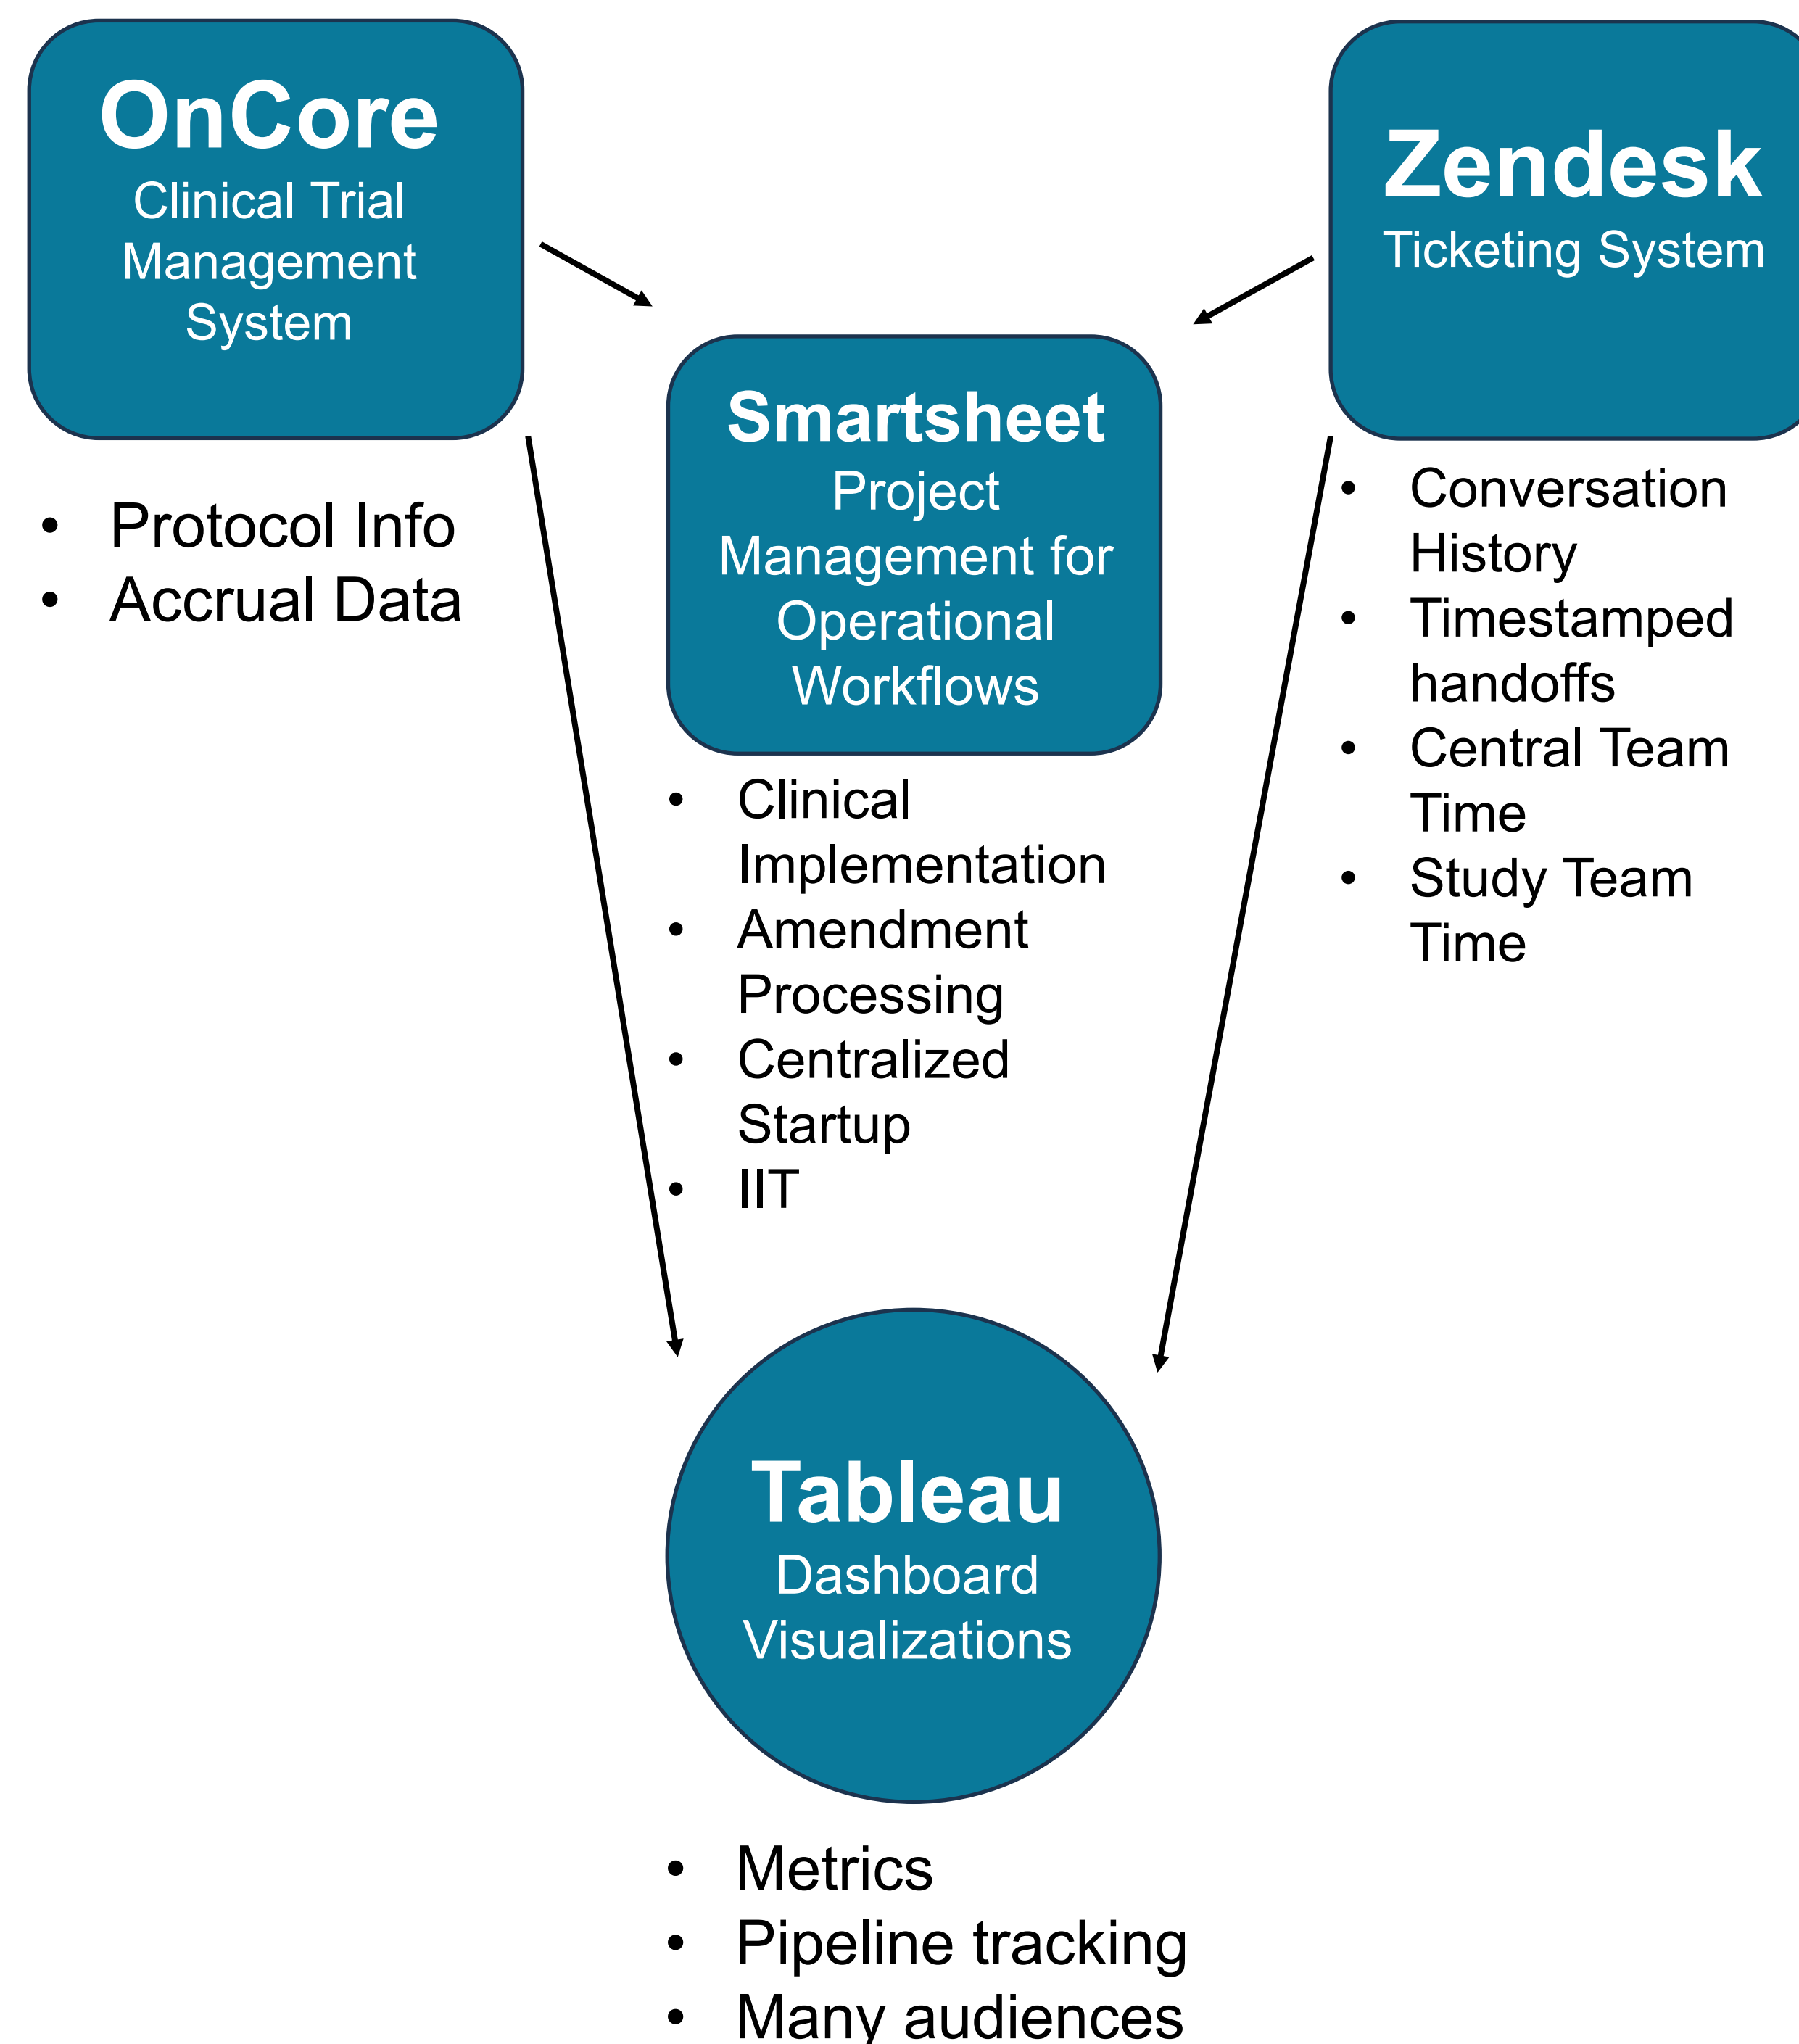 OnCore
Clinical Trial
Management
System
• Protocol Info
• Accrual Data
Zendesk
Ticketing System
• Conversation
History
• Timestamped
handoffs
• Central Team
Time
• Study Team
Time
Smartsheet
Project
Management for
Operational
Workflows
• Clinical
Implementation
• Amendment
Processing
• Centralized
Startup
• IIT
Tableau
Dashboard
Visualizations
• Metrics
• Pipeline tracking
• Many audiences